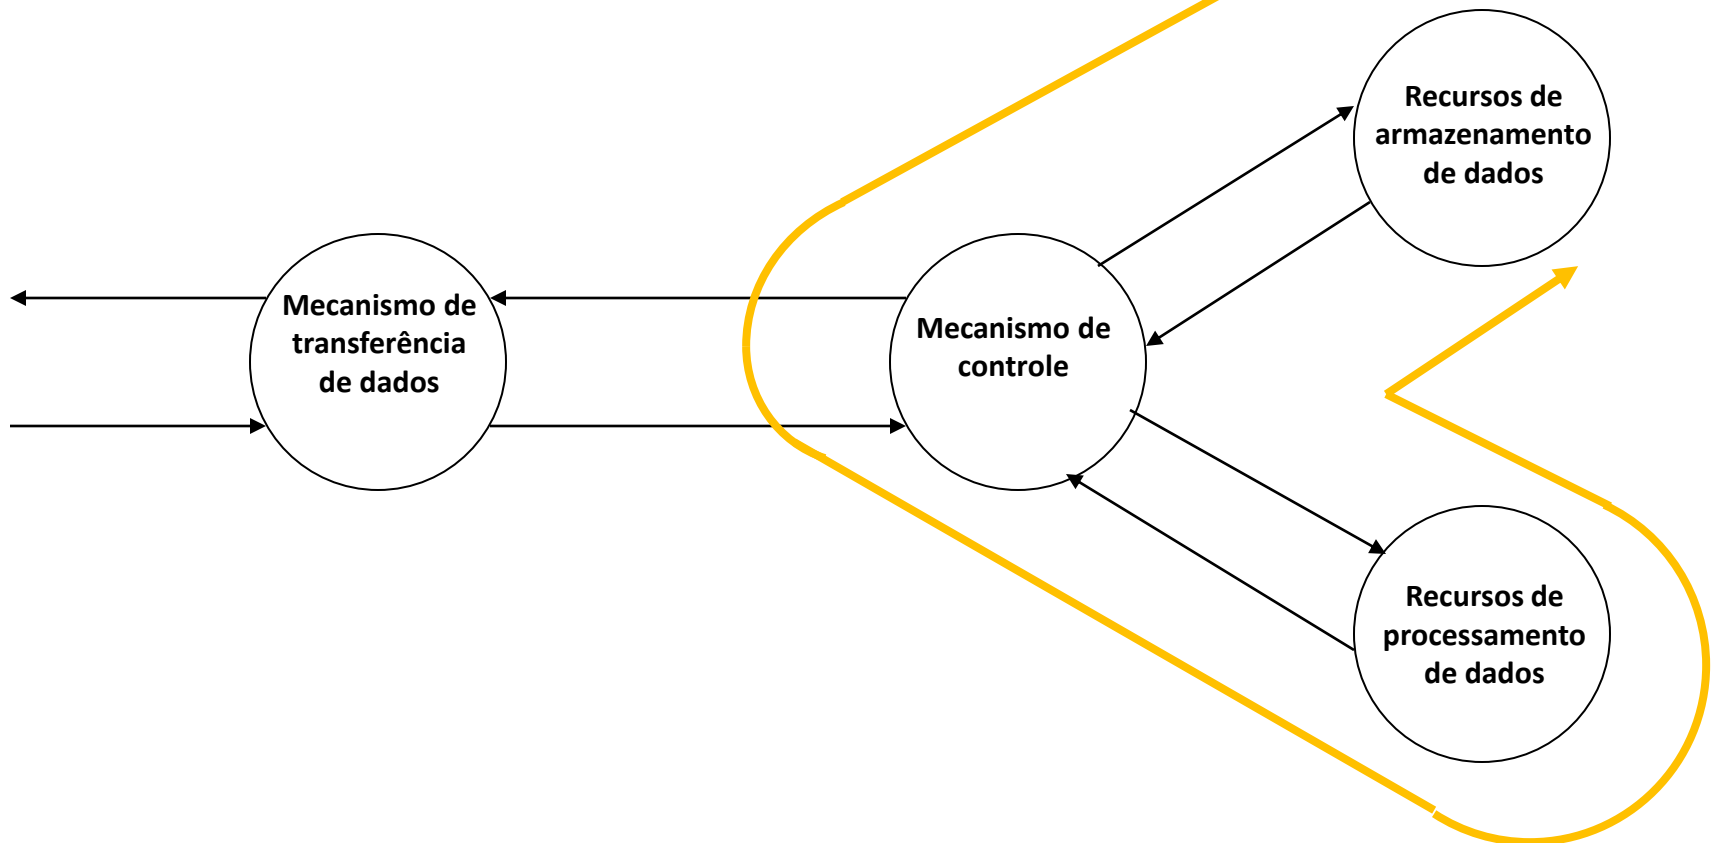 Recursos de
armazenamento
de dados
Mecanismo de
transferência
de dados
Mecanismo de
controle
Recursos de
processamento
de dados